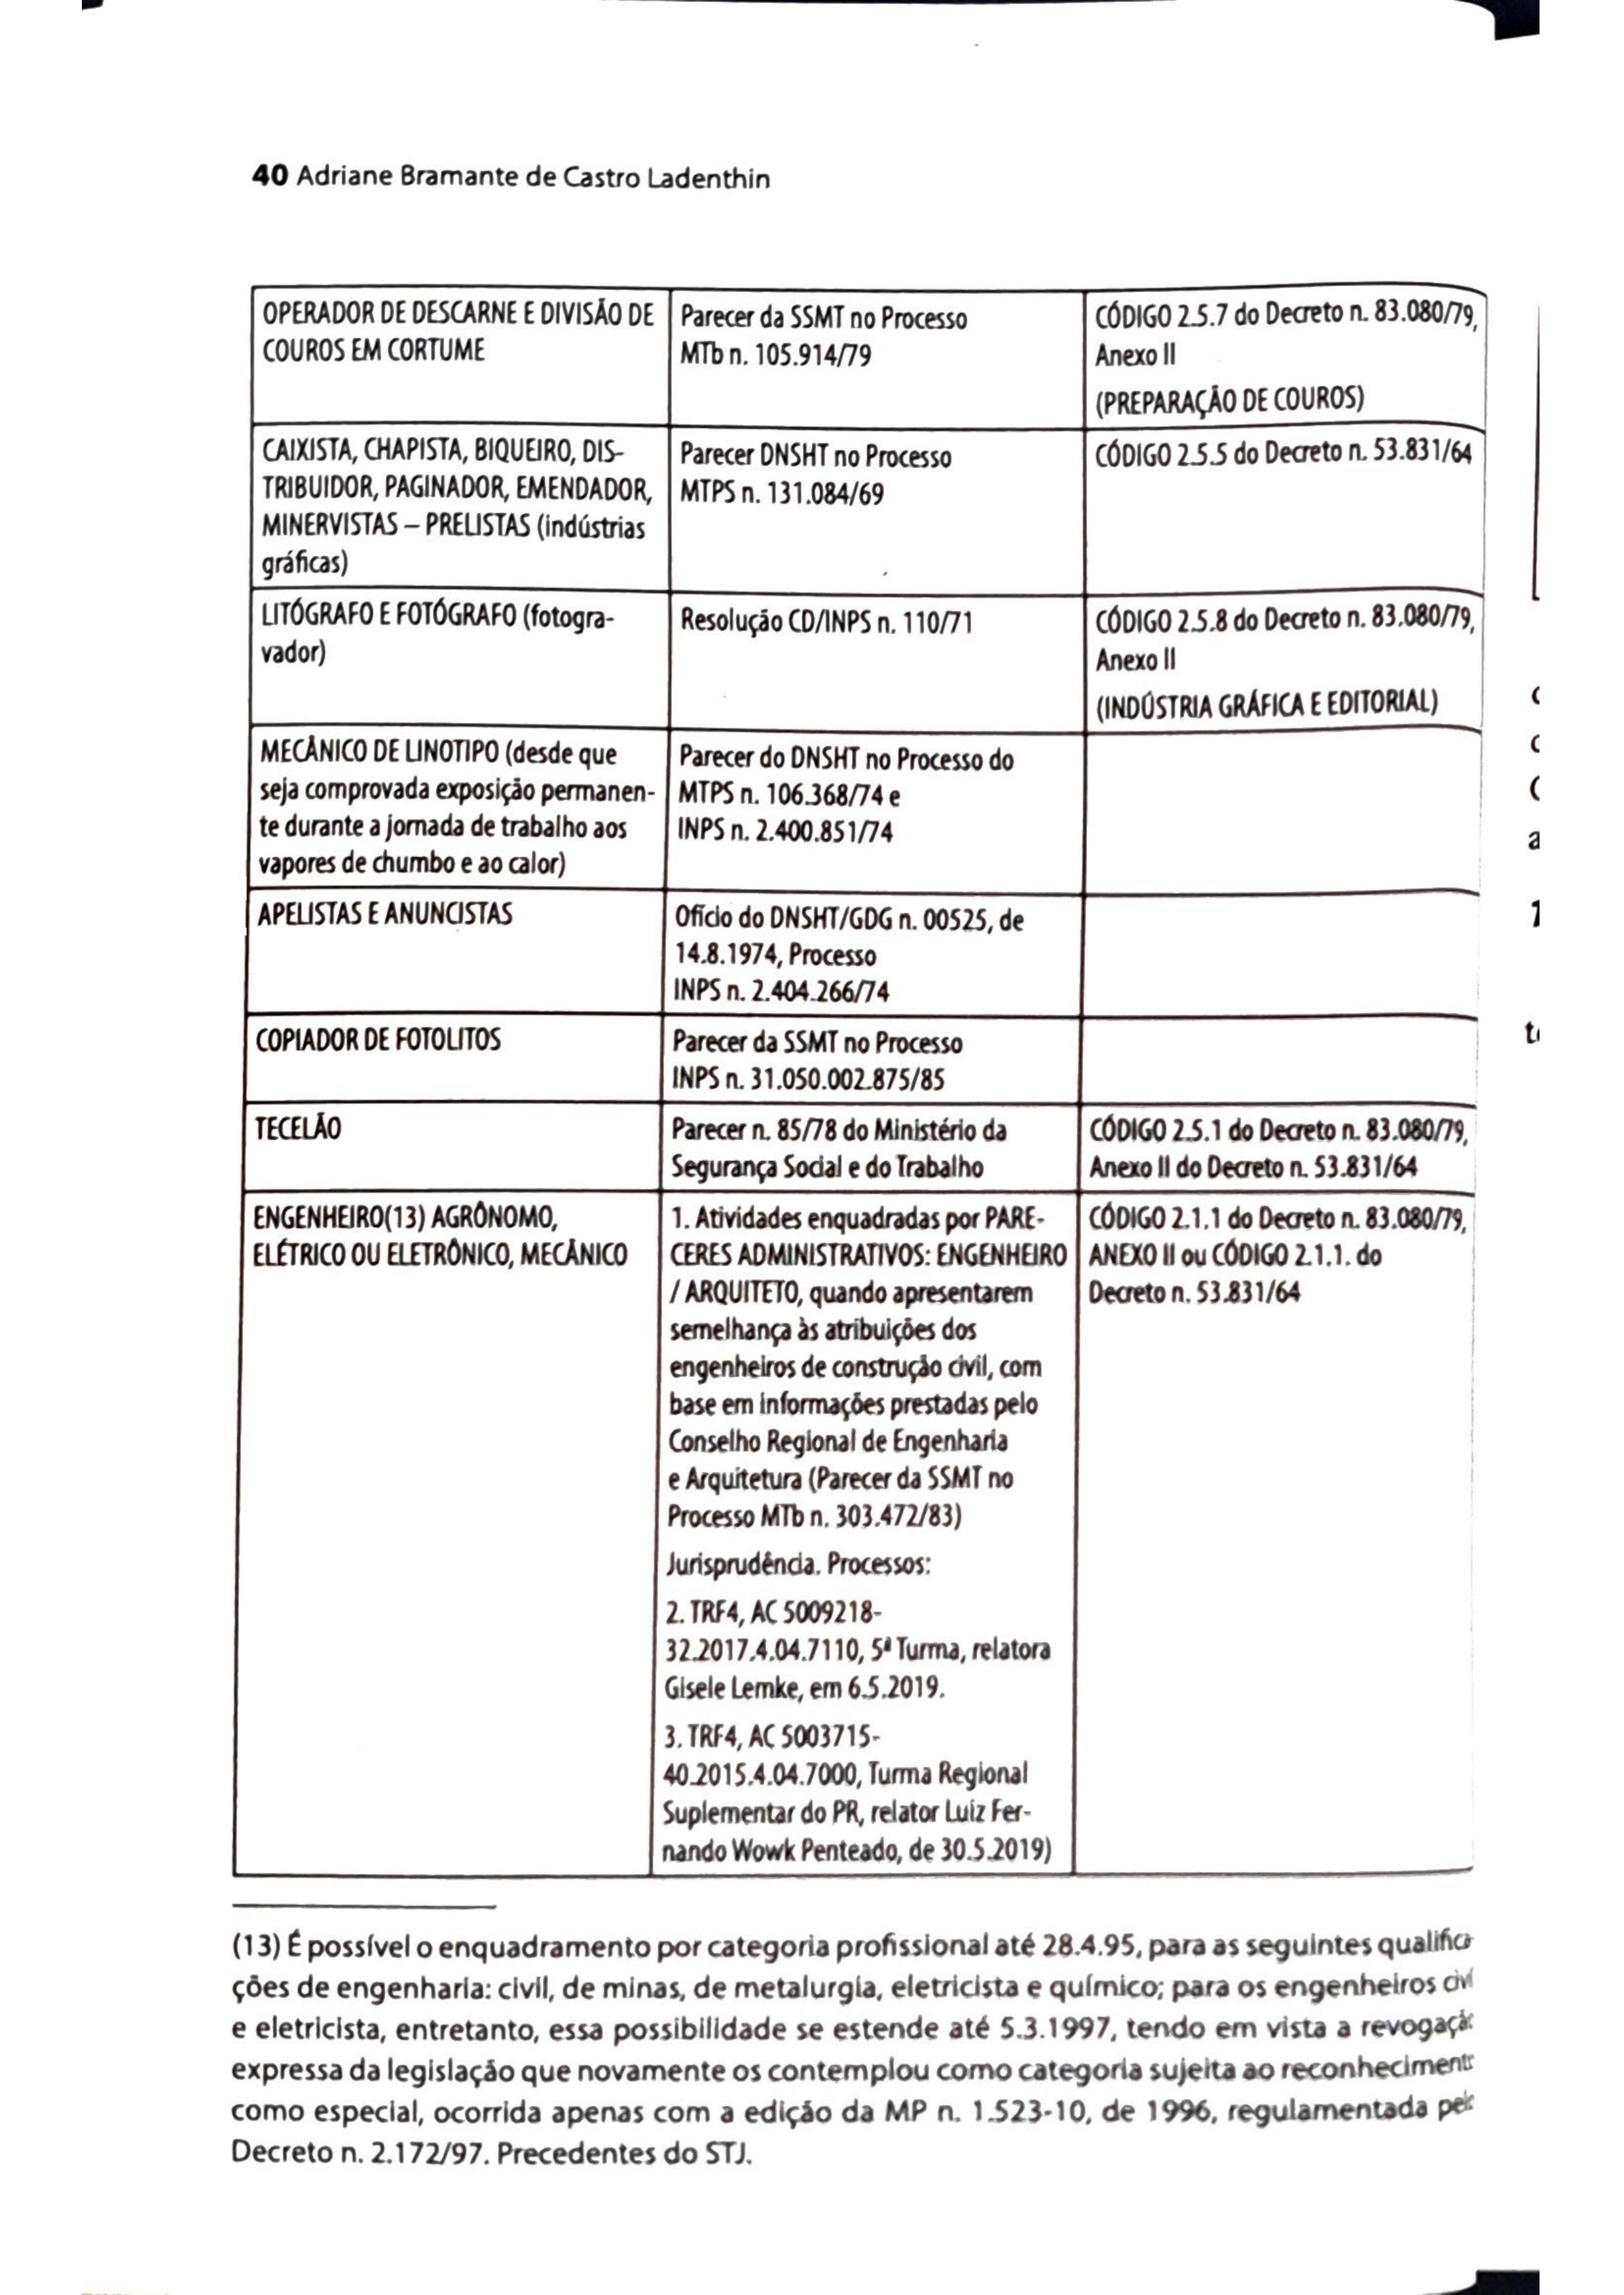 40 Adriane Bramante de Castro Ladenthin
OPERADOR DE DESCARNE E DIVISÃO DE
COUROS EM CORTUME
Parecer da SSMT no Processo
MTb n. 105.914/79
CÓDIGO 2.5.7 do Decreto n. 83.080/79,
Anexo II
(PREPARAÇÃO DE COUROS)
CAIXISTA, CHAPISTA, BIQUEIRO, DIS-
TRIBUIDOR, PAGINADOR, EMENDADOR,
MINERVISTAS – PRELISTAS (indústrias
gráficas)
Parecer DNSHT no Processo
MTPS n. 131.084/69
CÓDIGO 2.5.5 do Decreto n. 53.831/64
LITÓGRAFO E FOTÓGRAFO (fotogra-
vador)
Resolução CD/INPS n. 110/71
CÓDIGO 2.5.8 do Decreto n. 83.080/79,
Anexo II
(INDÚSTRIA GRÁFICA E EDITORIAL)
MECÂNICO DE LINOTIPO (desde que
seja comprovada exposição permanen-
te durante a jornada de trabalho aos
vapores de chumbo e ao calor)
Parecer do DNSHT no Processo do
MTPS n. 106.368/74 e
INPS n. 2.400.851/74
APELISTAS E ANUNCISTAS
Ofício do DNSHT/GDG n. 00525, de
14.8.1974, Processo
INPS n. 2.404.266/74
COPIADOR DE FOTOLITOS
Parecer da SSMT no Processo
INPS n. 31.050.002.875/85
TECELÃO
Parecer n. 85/78 do Ministério da
Segurança Social e do Trabalho
CÓDIGO 2.5.1 do Decreto n. 83.080/79,
Anexo II do Decreto n. 53.831/64
ENGENHEIRO(13) AGRÔNOMO,
ELÉTRICO OU ELETRÔNICO, MECÂNICO
1. Atividades enquadradas por PARE-
CERES ADMINISTRATIVOS: ENGENHEIRO
/ ARQUITETO, quando apresentarem
semelhança às atribuições dos
engenheiros de construção civil, com
base em informações prestadas pelo
Conselho Regional de Engenharia
e Arquitetura (Parecer da SSMT no
Processo MTb n. 303.472/83)
Jurisprudência. Processos:
2. TRF4, AC 5009218-
32.2017.4.04.7110, 5ª Turma, relatora
Gisele Lemke, em 6.5.2019.
3. TRF4, AC 5003715-
40.2015.4.04.7000, Turma Regional
Suplementar do PR, relator Luiz Fer-
nando Wowk Penteado, de 30.5.2019)
CÓDIGO 2.1.1 do Decreto n. 83.080/79,
ANEXO II ou CÓDIGO 2.1.1. do
Decreto n. 53.831/64
(13) É possível o enquadramento por categoria profissional até 28.4.95, para as seguintes qualifica
ções de engenharia: civil, de minas, de metalurgia, eletricista e químico; para os engenheiros civi
e eletricista, entretanto, essa possibilidade se estende até 5.3.1997, tendo em vista a revogaçã
expressa da legislação que novamente os contemplou como categoria sujeita ao reconhecimento
como especial, ocorrida apenas com a edição da MP n. 1.523-10, de 1996, regulamentada pelo
Decreto n. 2.172/97. Precedentes do STJ.